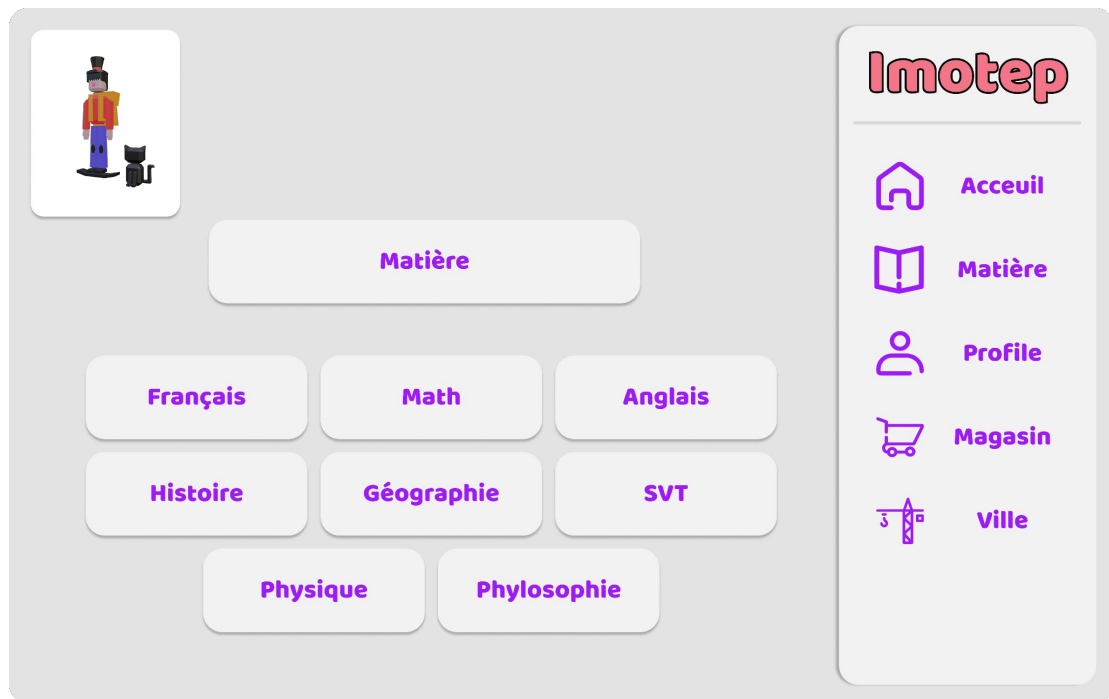 Imotep
Acceuil
Matière
Profile
Magasin
Ville
Matière
Français
Math
Anglais
Histoire
Géographie
SVT
Physique
Phylosophie